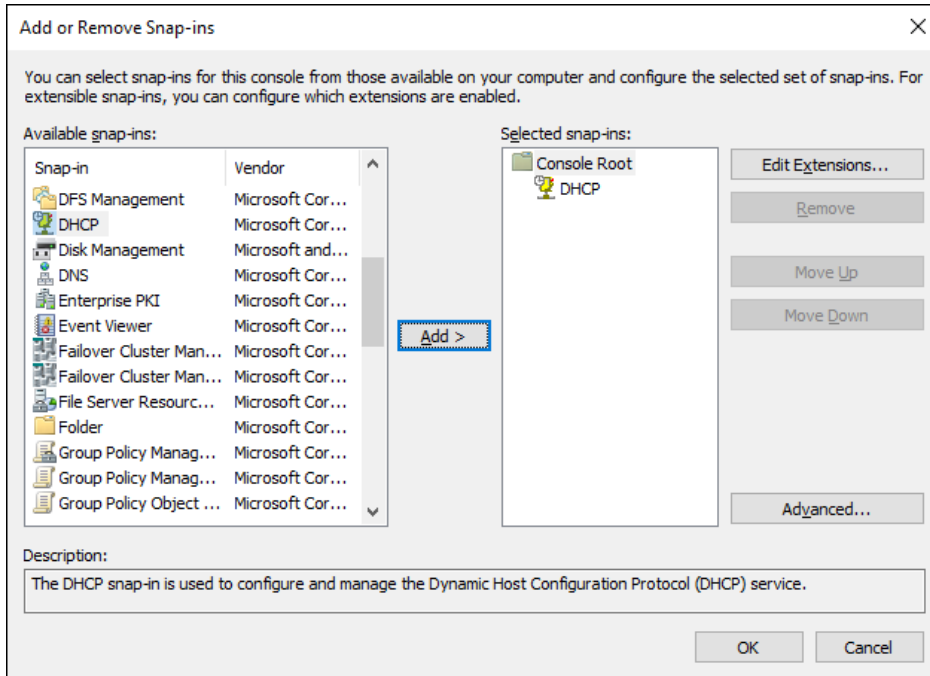 Add or Remove Snap-ins
You can select snap-ins for this console from those available on your computer and configure the selected set of snap-ins. For
extensible snap-ins, you can configure which extensions are enabled.
Available snap-ins:
Snap-in Vendor
DFS Management Microsoft Cor...
DHCP Microsoft Cor...
Disk Management Microsoft and...
DNS Microsoft Cor...
Enterprise PKI Microsoft Cor...
Event Viewer Microsoft Cor...
Failover Cluster Man... Microsoft Cor...
Failover Cluster Man... Microsoft Cor...
File Server Resourc... Microsoft Cor...
Folder Microsoft Cor...
Group Policy Manag... Microsoft Cor...
Group Policy Manag... Microsoft Cor...
Group Policy Object ... Microsoft Cor...
Add >
Selected snap-ins:
Console Root
DHCP
Edit Extensions...
Remove
Move Up
Move Down
Advanced...
Description:
The DHCP snap-in is used to configure and manage the Dynamic Host Configuration Protocol (DHCP) service.
OK Cancel